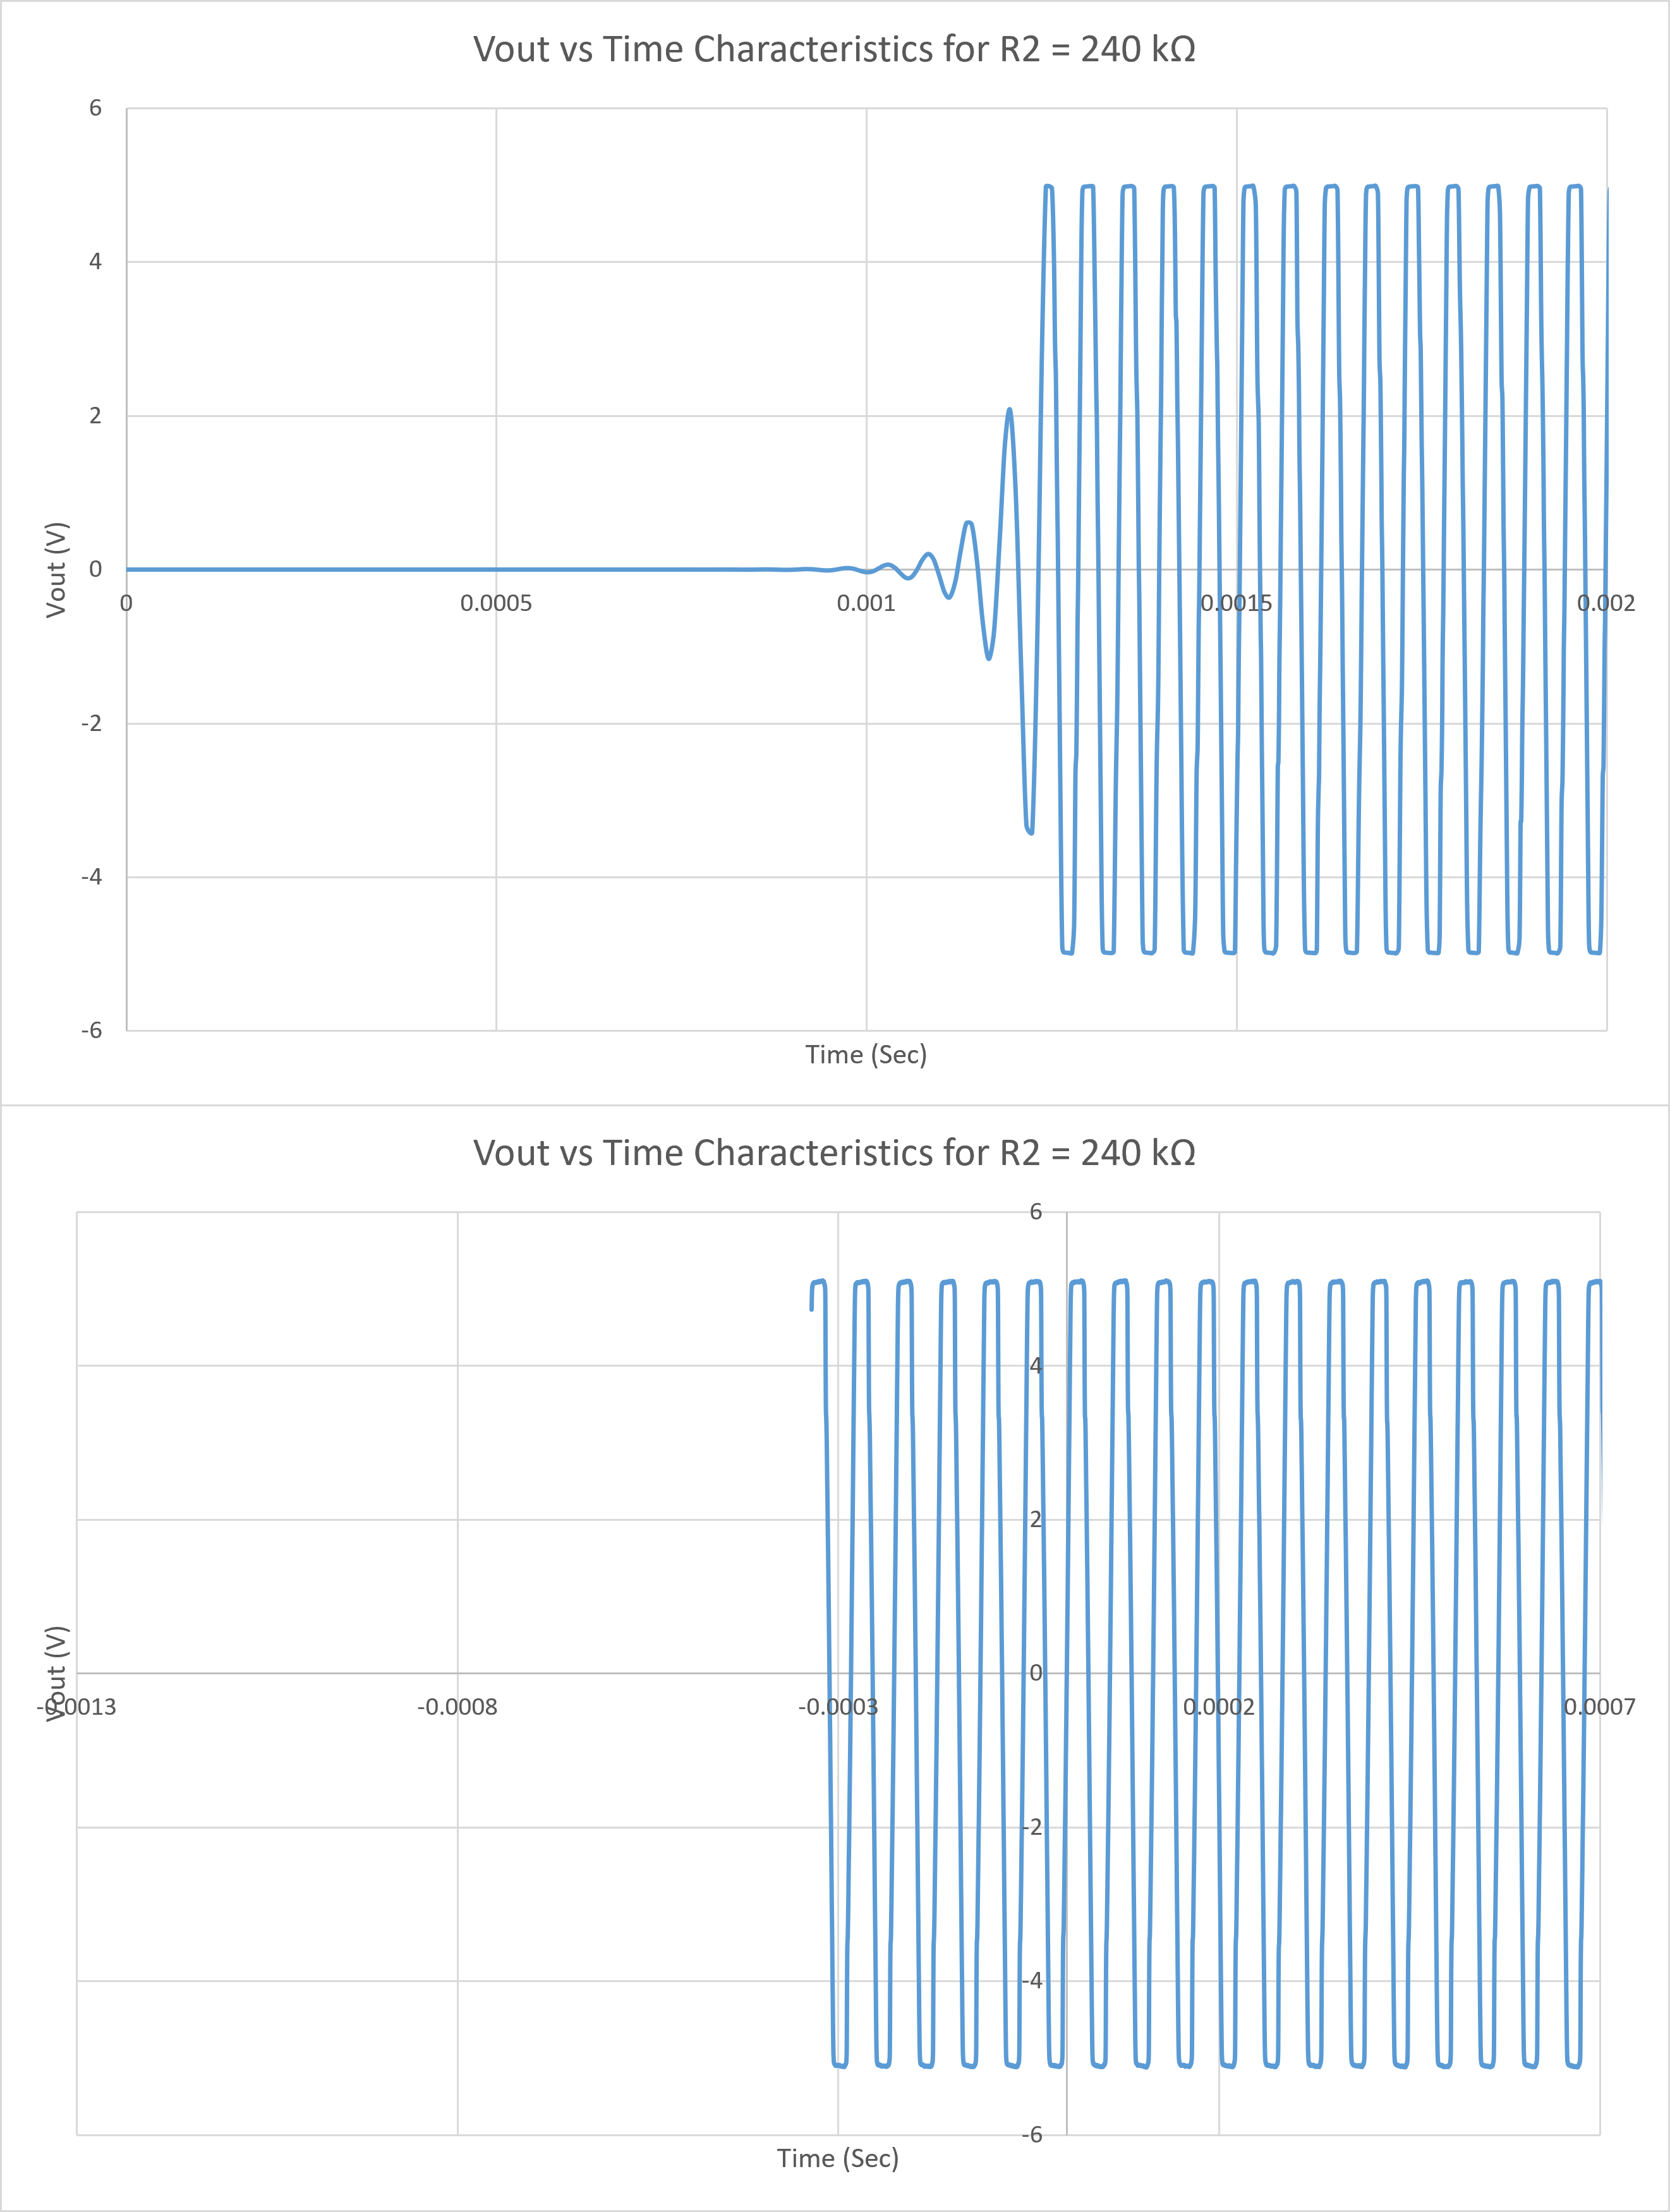 Vout vs Time Characteristics for R2 = 240 kΩ
6
4
2
0
-2
-4
-6
Vout (V)
0 0.0005 0.001 0.0015 0.002
Time (Sec)
Vout vs Time Characteristics for R2 = 240 kΩ
6
4
2
0
-2
-4
-6
Vout (V)
-0.0013 -0.0008 -0.0003 0.0002 0.0007
Time (Sec)